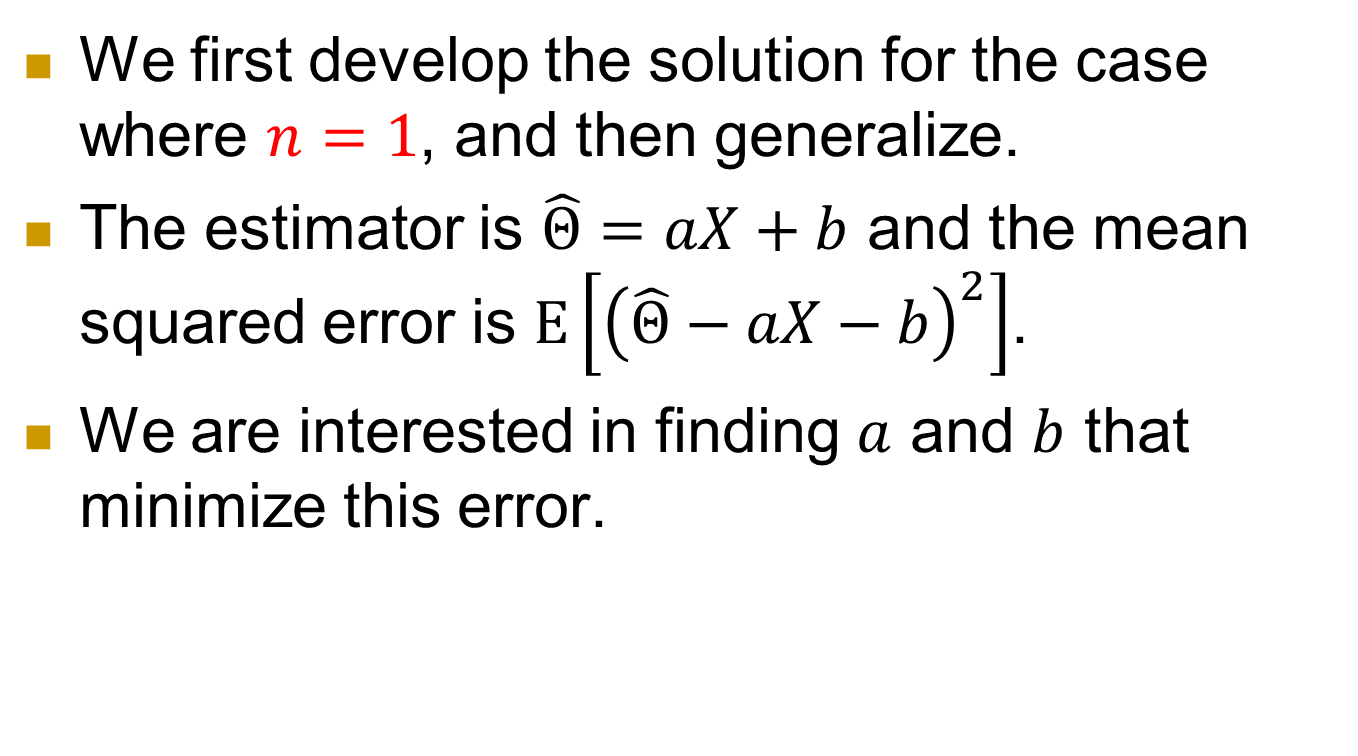 ■ We first develop the solution for the case
where n = 1, and then generalize.
■ The estimator is Θ̂ = aX + b and the mean
squared error is E[(Θ̂ − aX − b)²].
■ We are interested in finding a and b that
minimize this error.